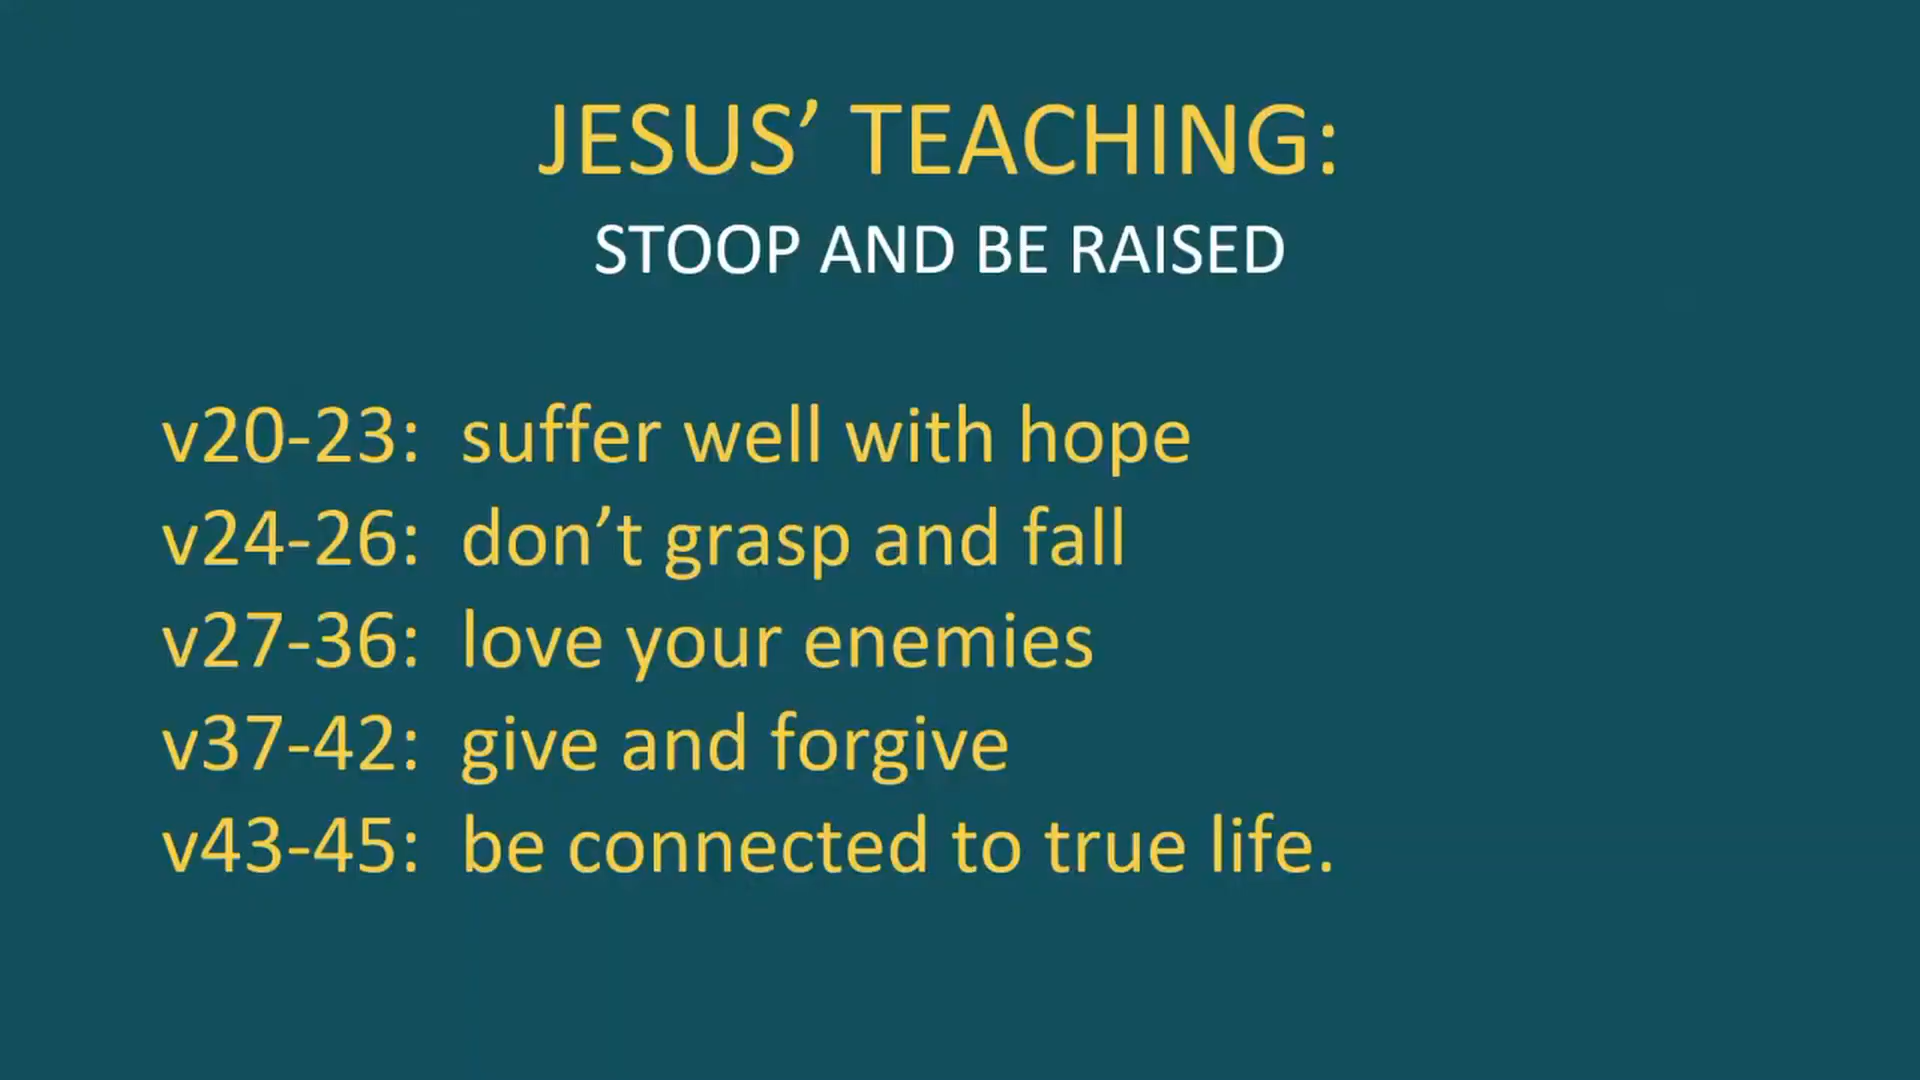 JESUS’ TEACHING:
STOOP AND BE RAISED
v20-23: suffer well with hope
v24-26: don’t grasp and fall
v27-36: love your enemies
v37-42: give and forgive
v43-45: be connected to true life.